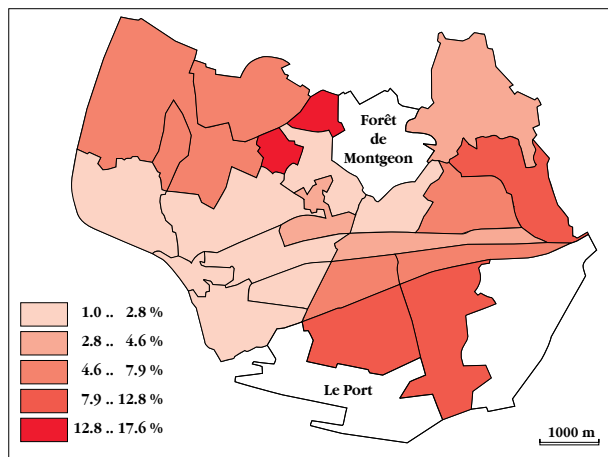 Forêt
de
Montgeon
1.0 .. 2.8 %
2.8 .. 4.6 %
4.6 .. 7.9 %
7.9 .. 12.8 %
12.8 .. 17.6 %
Le Port
1000 m